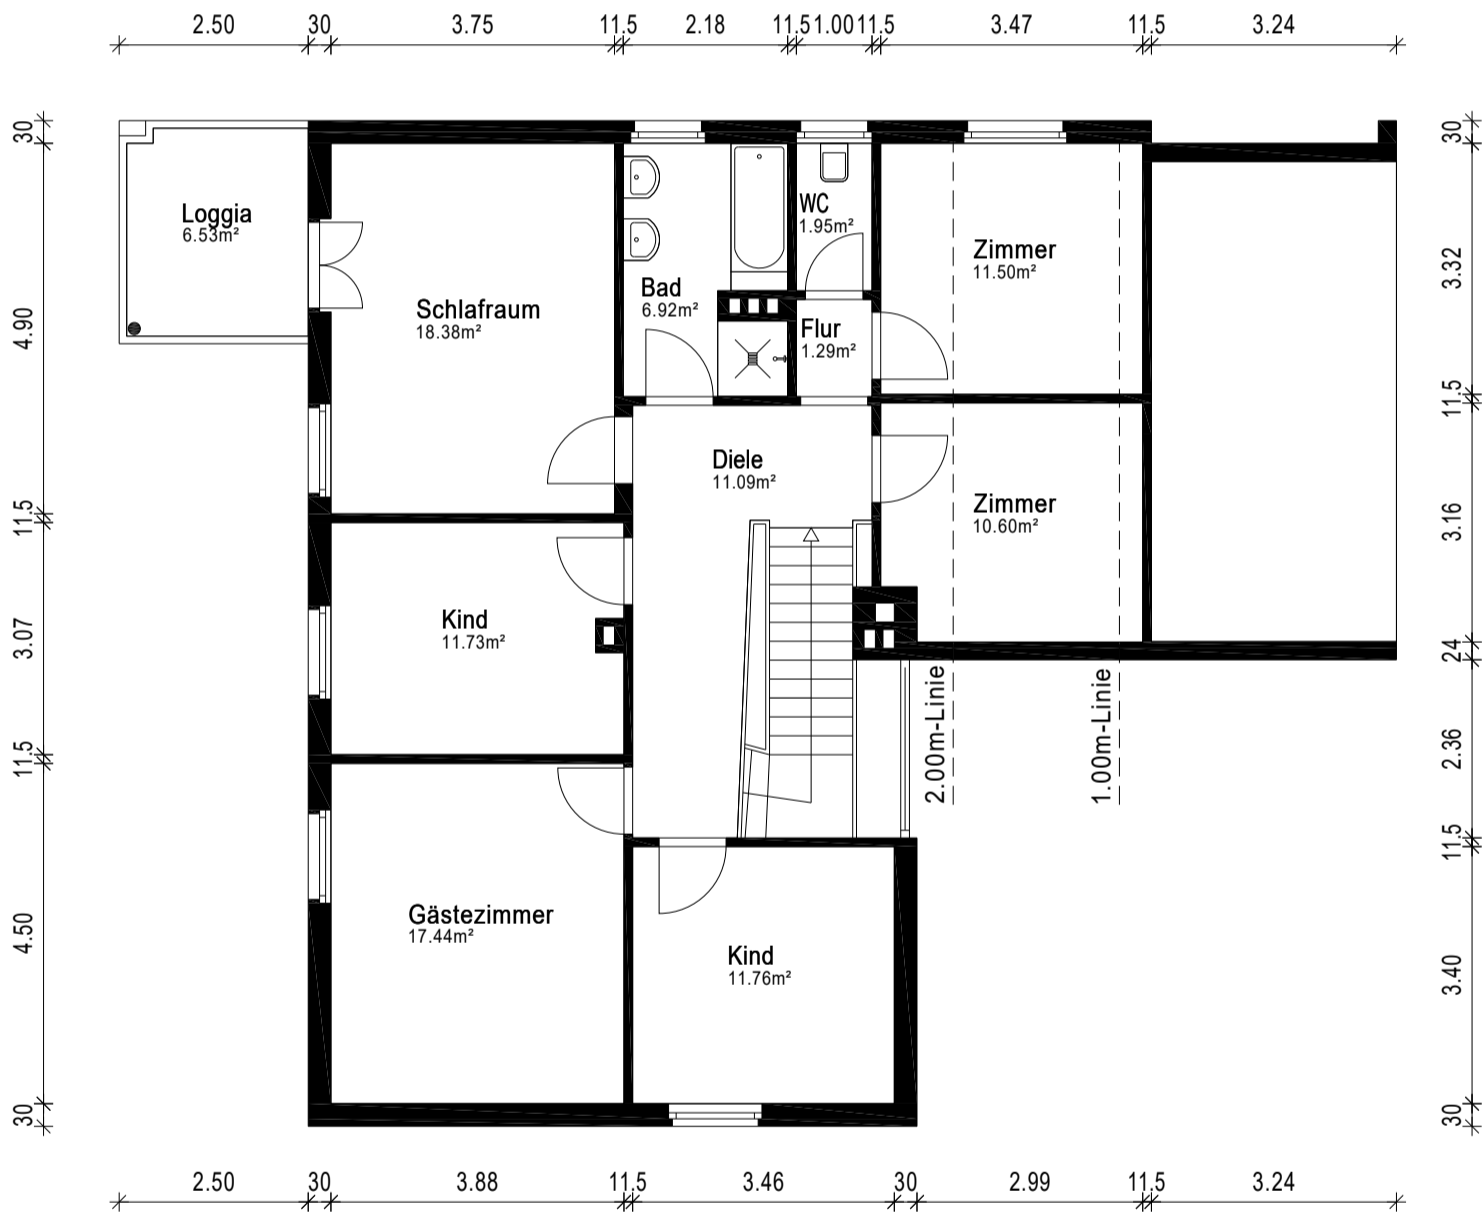 2.50 30 3.75 11.5 2.18 11.5 1.00 11.5 3.47 11.5 3.24
30
4.90
11.5
3.07
11.5
4.50
30
Loggia
6.53m²
Schlafraum
18.38m²
Bad
6.92m²
WC
1.95m²
Flur
1.29m²
Zimmer
11.50m²
Diele
11.09m²
Zimmer
10.60m²
Kind
11.73m²
2.00m-Linie
1.00m-Linie
Gästezimmer
17.44m²
Kind
11.76m²
30
3.32
11.5
3.16
24
2.36
11.5
3.40
30
2.50 30 3.88 11.5 3.46 30 2.99 11.5 3.24